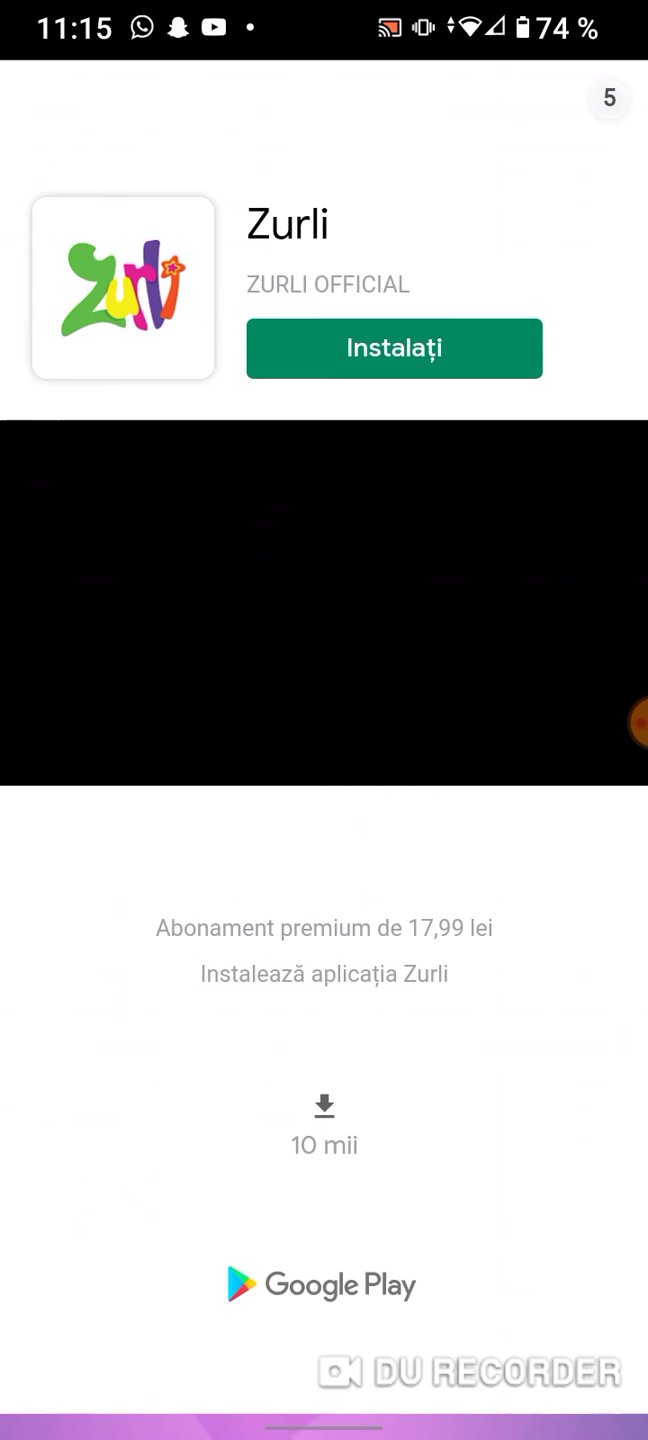 11:15 74 %
5
Zurli
Zurli
ZURLI OFFICIAL
Instalați
Abonament premium de 17,99 lei
Instalează aplicația Zurli
10 mii
Google Play
DU RECORDER